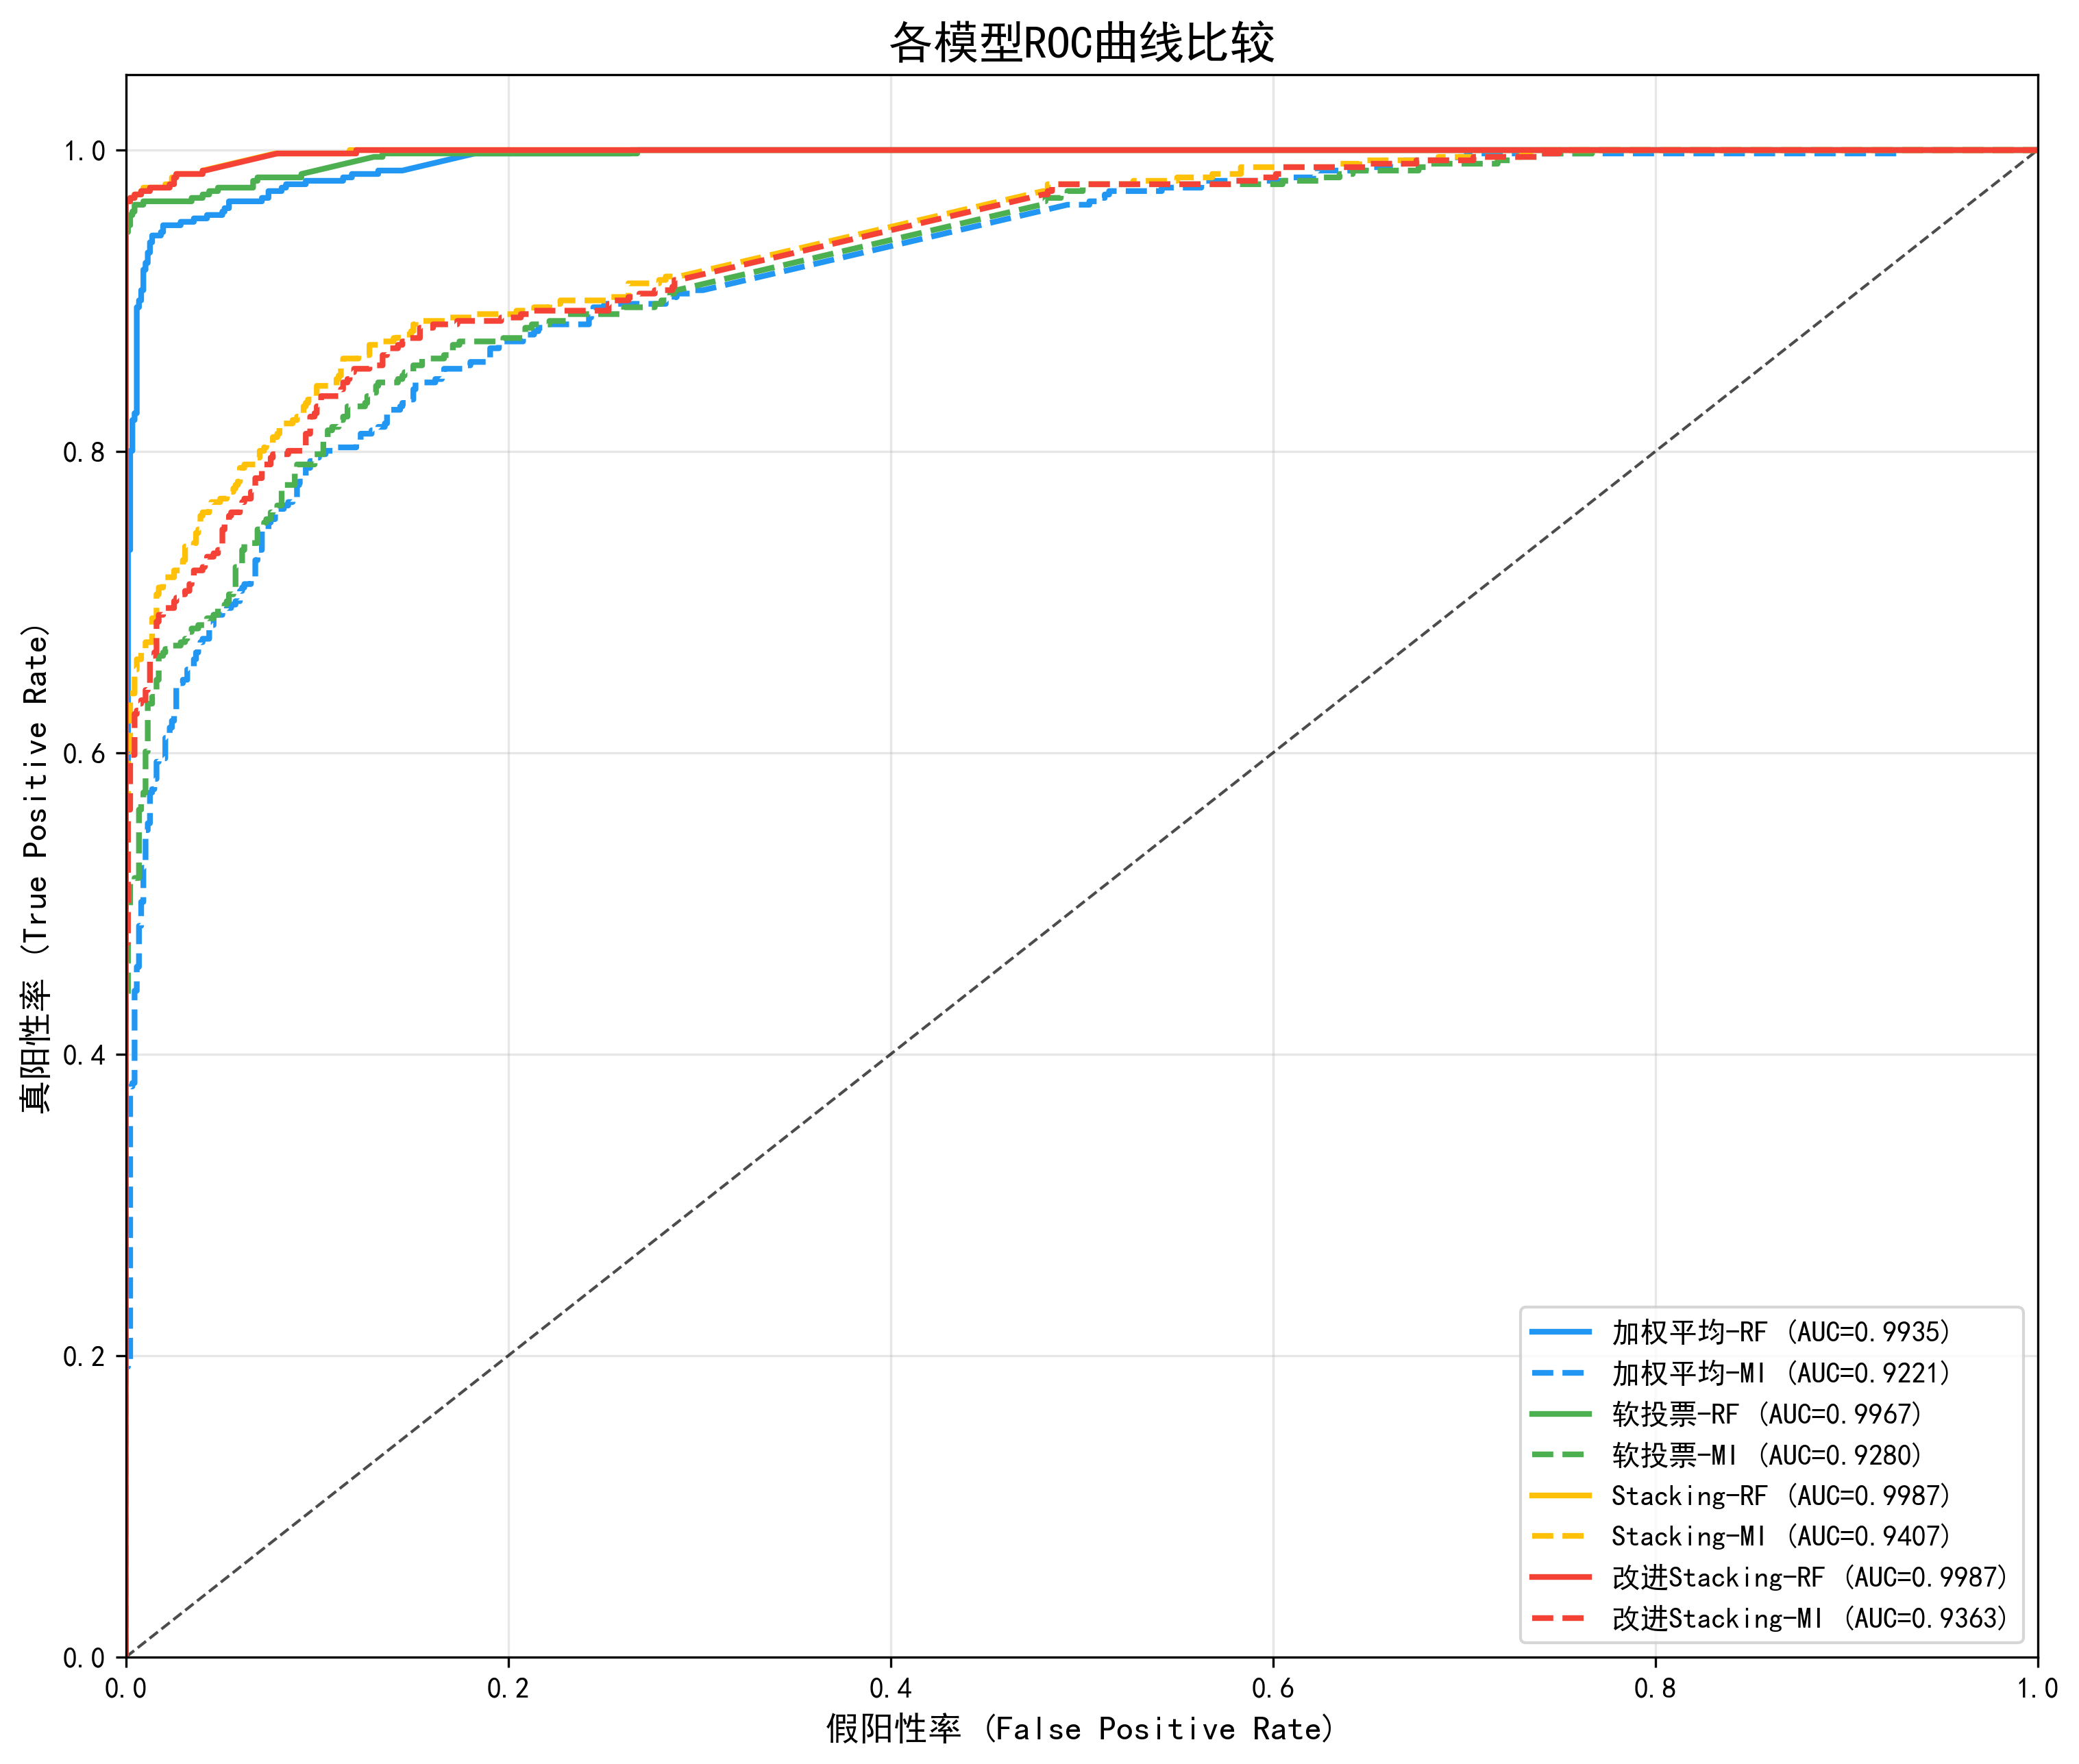 各模型ROC曲线比较
真阳性率 (True Positive Rate)
1.0
0.8
0.6
0.4
0.2
0.0
0.0 0.2 0.4 0.6 0.8 1.0
假阳性率 (False Positive Rate)
加权平均-RF (AUC=0.9935)
加权平均-MI (AUC=0.9221)
软投票-RF (AUC=0.9967)
软投票-MI (AUC=0.9280)
Stacking-RF (AUC=0.9987)
Stacking-MI (AUC=0.9407)
改进Stacking-RF (AUC=0.9987)
改进Stacking-MI (AUC=0.9363)